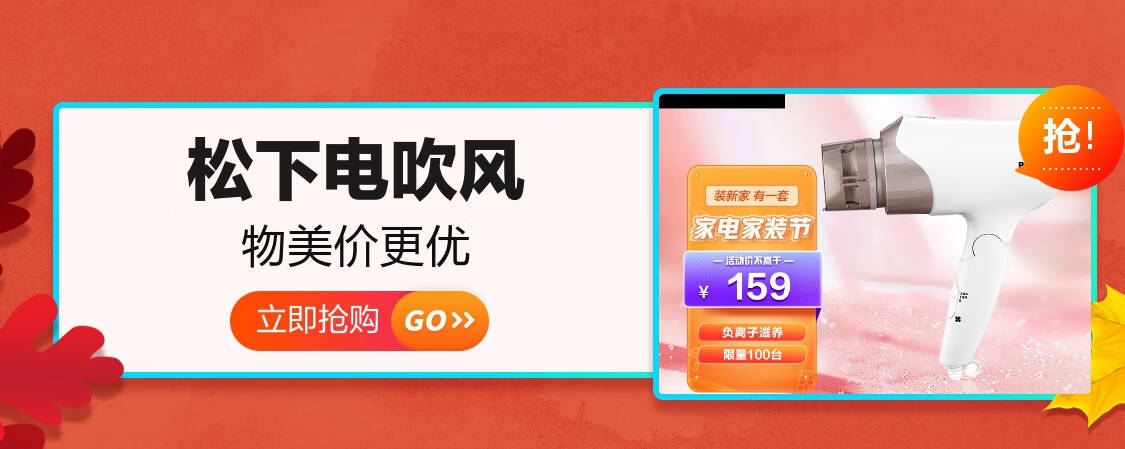 松下电吹风
物美价更优
立即抢购 GO>>
抢!
装新家 有一套
家电家装节
活动价不高于
¥ 159
负离子滋养
限量100台